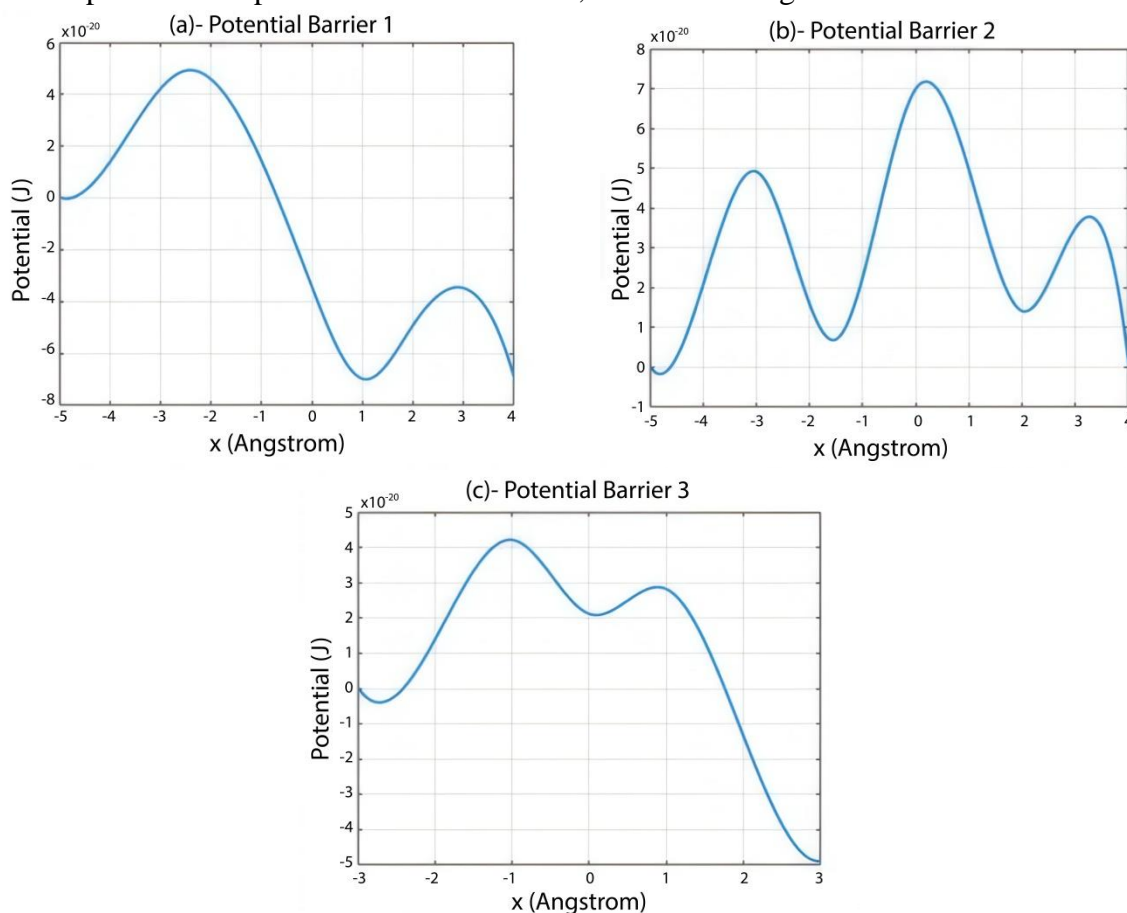 (a)- Potential Barrier 1
x10-20
6
4
2
0
-2
-4
-6
-8
Potential (J)
-5 -4 -3 -2 -1 0 1 2 3 4
x (Angstrom)
(b)- Potential Barrier 2
x10-20
8
7
6
5
4
3
2
1
0
-1
Potential (J)
-5 -4 -3 -2 -1 0 1 2 3 4
x (Angstrom)
(c)- Potential Barrier 3
x10-20
5
4
3
2
1
0
-1
-2
-3
-4
-5
Potential (J)
-3 -2 -1 0 1 2 3
x (Angstrom)